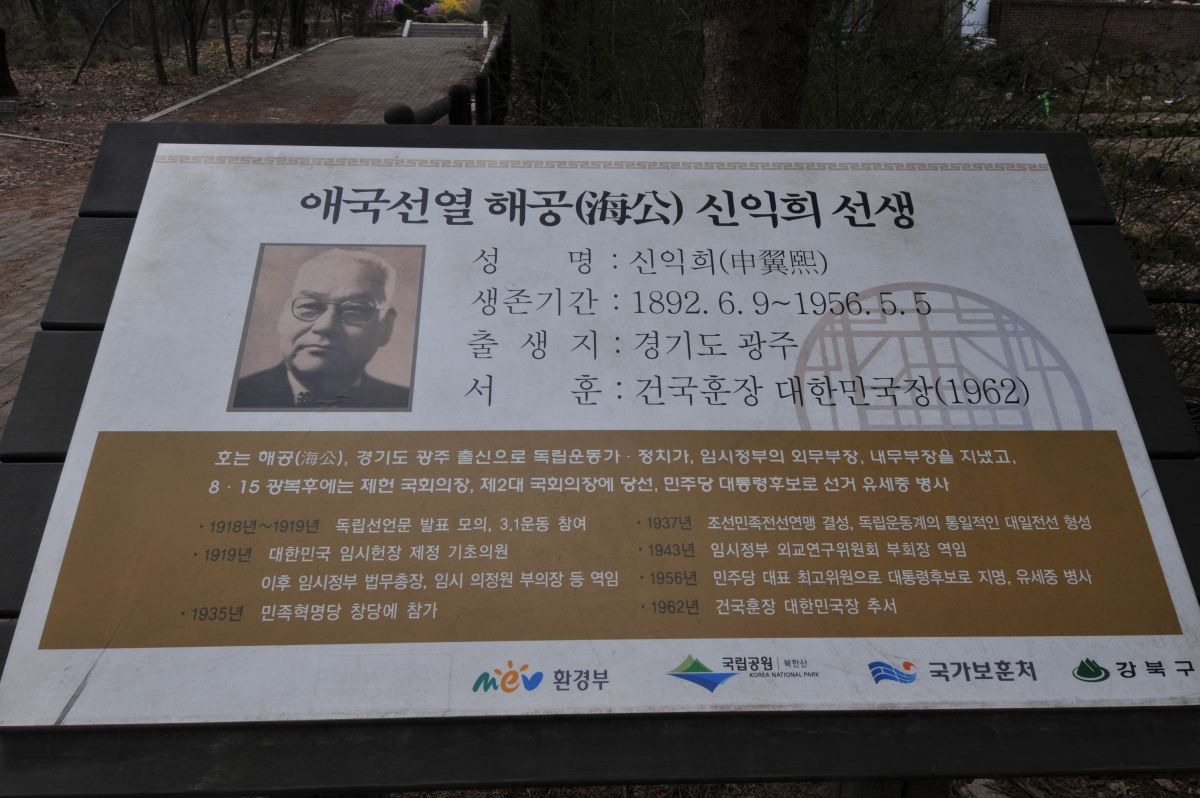 애국선열 해공(海公) 신익희 선생
성 명 : 신익희(申翼熙)
생존기간 : 1892. 6. 9~1956. 5. 5
출 생 지 : 경기도 광주
서 훈 : 건국훈장 대한민국장(1962)
호는 해공(海公), 경기도 광주 출신으로 독립운동가 · 정치가, 임시정부의 외무부장, 내무부장을 지냈고,
8 · 15 광복후에는 제헌 국회의장, 제2대 국회의장에 당선, 민주당 대통령후보로 선거 유세중 병사
· 1918년~1919년 독립선언문 발표 모의, 3.1운동 참여
· 1919년 대한민국 임시헌장 제정 기초의원
이후 임시정부 법무총장, 임시 의정원 부의장 등 역임
· 1935년 민족혁명당 창당에 참가
· 1937년 조선민족전선연맹 결성, 독립운동계의 통일적인 대일전선 형성
· 1943년 임시정부 외교연구위원회 부회장 역임
· 1956년 민주당 대표 최고위원으로 대통령후보로 지명, 유세중 병사
· 1962년 건국훈장 대한민국장 추서
mev 환경부
국립공원 | 북한산
KOREA NATIONAL PARK
국가보훈처
강북구